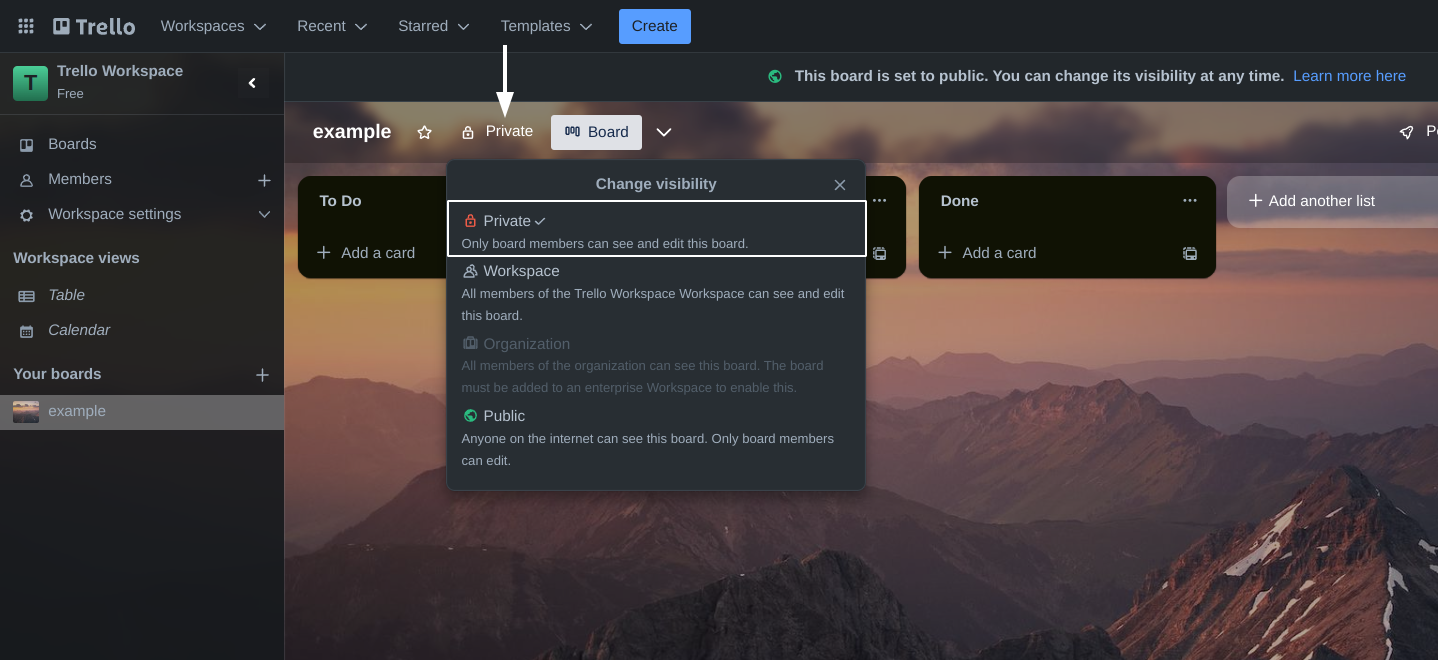 Trello
Workspaces
Recent
Starred
Templates
Create
T
Trello Workspace
Free
This board is set to public. You can change its visibility at any time. Learn more here
example
Private
Board
Boards
Members
Workspace settings
Workspace views
Table
Calendar
Your boards
example
To Do
Add a card
Change visibility
Private
Only board members can see and edit this board.
Workspace
All members of the Trello Workspace Workspace can see and edit
this board.
Organization
All members of the organization can see this board. The board
must be added to an enterprise Workspace to enable this.
Public
Anyone on the internet can see this board. Only board members
can edit.
Done
Add a card
Add another list